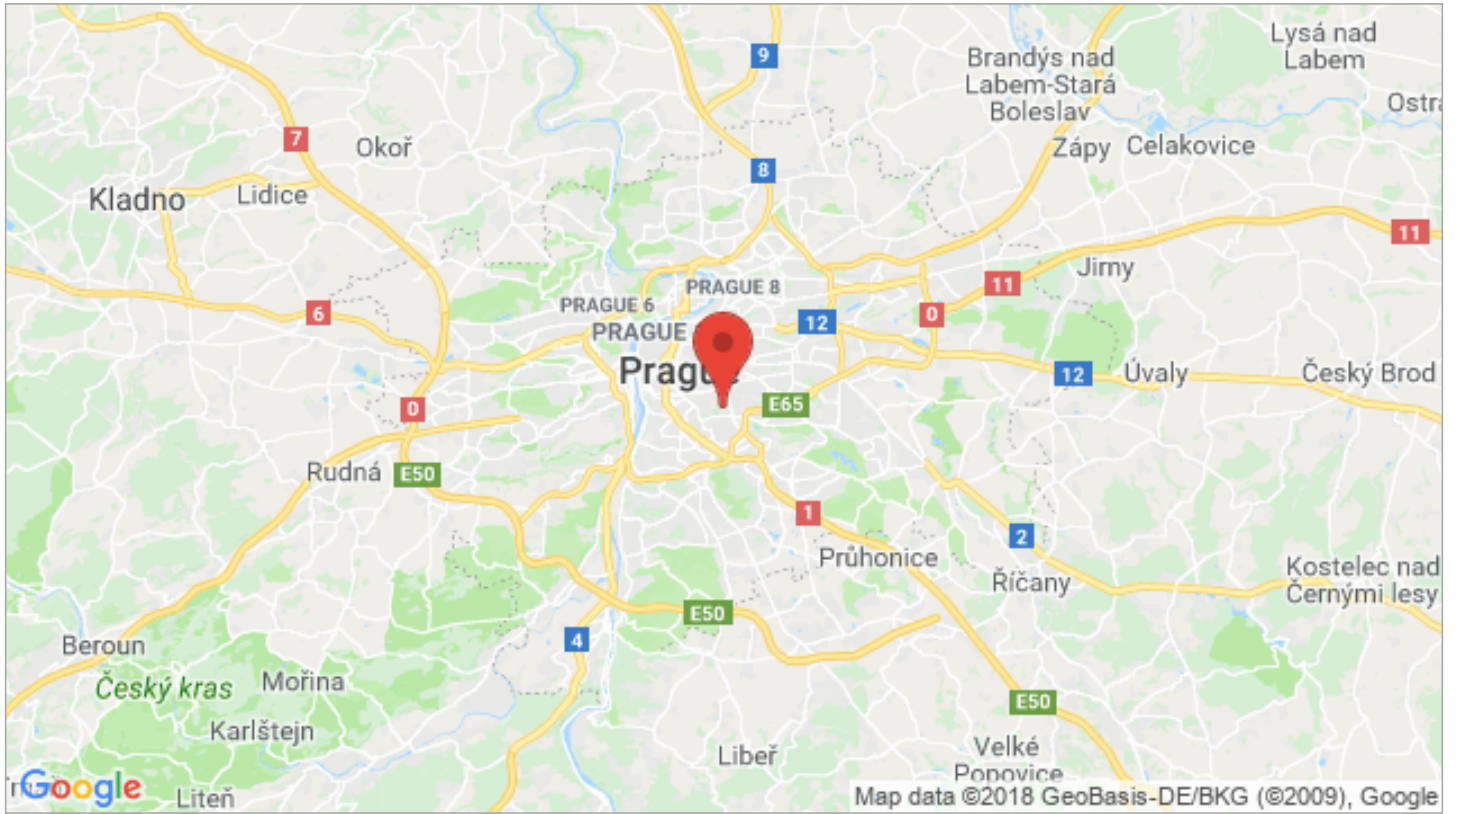 Lysá nad
Labem
9
Brandýs nad
Labem-Stará
Boleslav
7
Okoř
Zápy
Celakovice
8
Kladno
Lidice
11
Jirny
PRAGUE 8
11
PRAGUE 6
6
0
12
PRAGUE
Úvaly
12
Český Brod
0
E65
Rudná
E50
1
2
Průhonice
Říčany
Kostelec nad
Černými lesy
E50
4
Beroun
Český kras
Mořina
E50
Karlštejn
Libeř
Velké
Popovice
Google
Liteň
Map data ©2018 GeoBasis-DE/BKG (©2009), Google